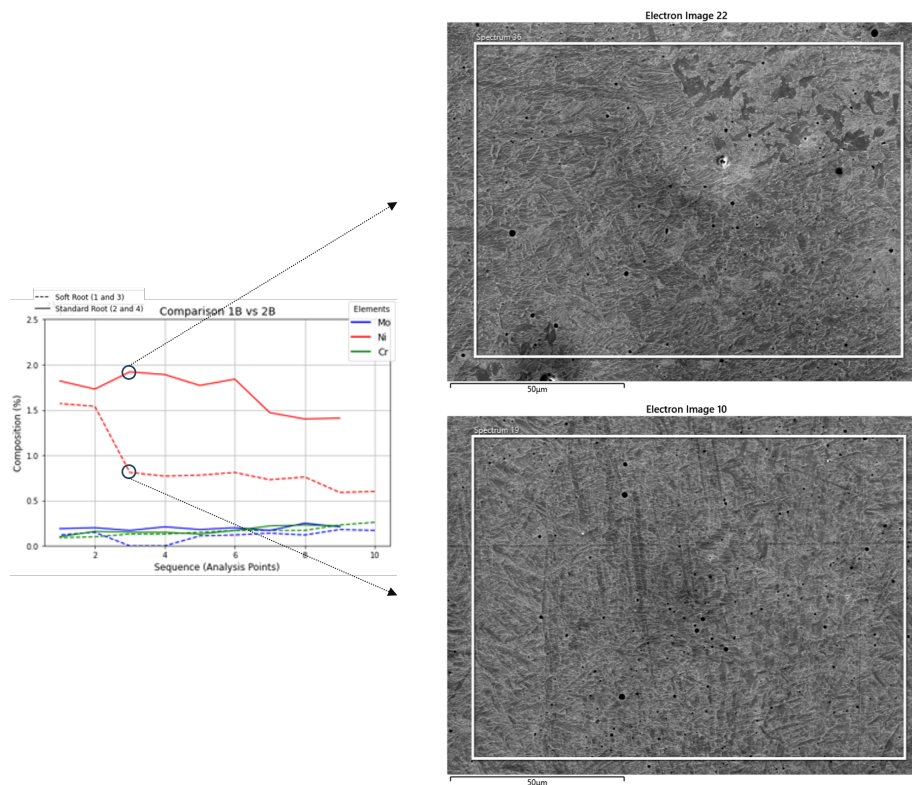 Electron Image 22
Spectrum 36
50μm
Soft Root (1 and 3)
Standard Root (2 and 4)
Comparison 1B vs 2B
Elements
Mo
Ni
Cr
2.5
2.0
1.5
1.0
0.5
0.0
Composition (%)
2 4 6 8 10
Sequence (Analysis Points)
Electron Image 10
Spectrum 19
50μm